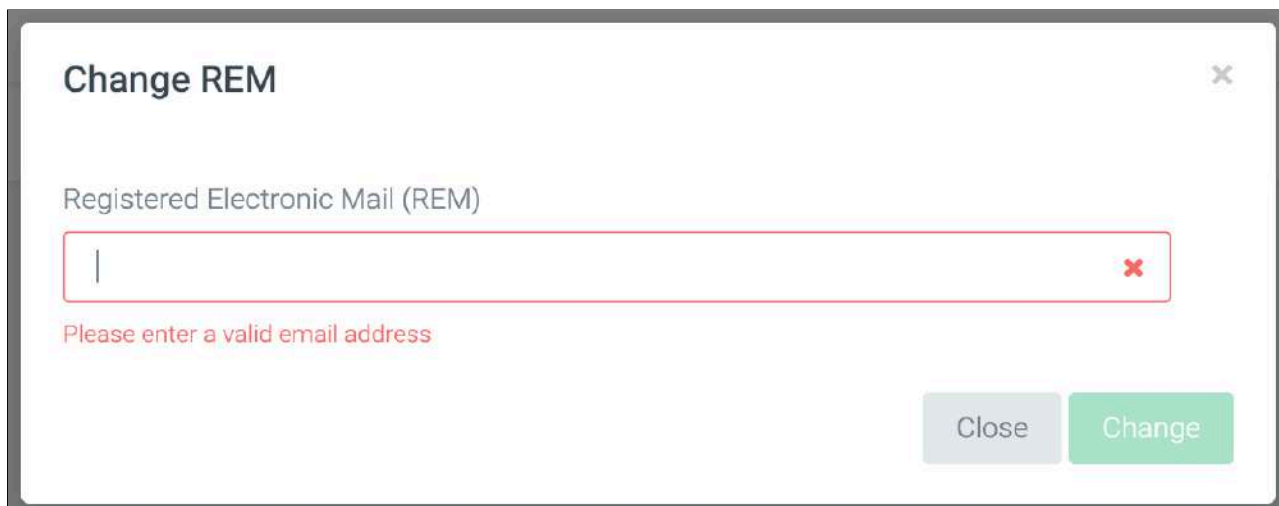 Change REM
Registered Electronic Mail (REM)
Please enter a valid email address
Close Change